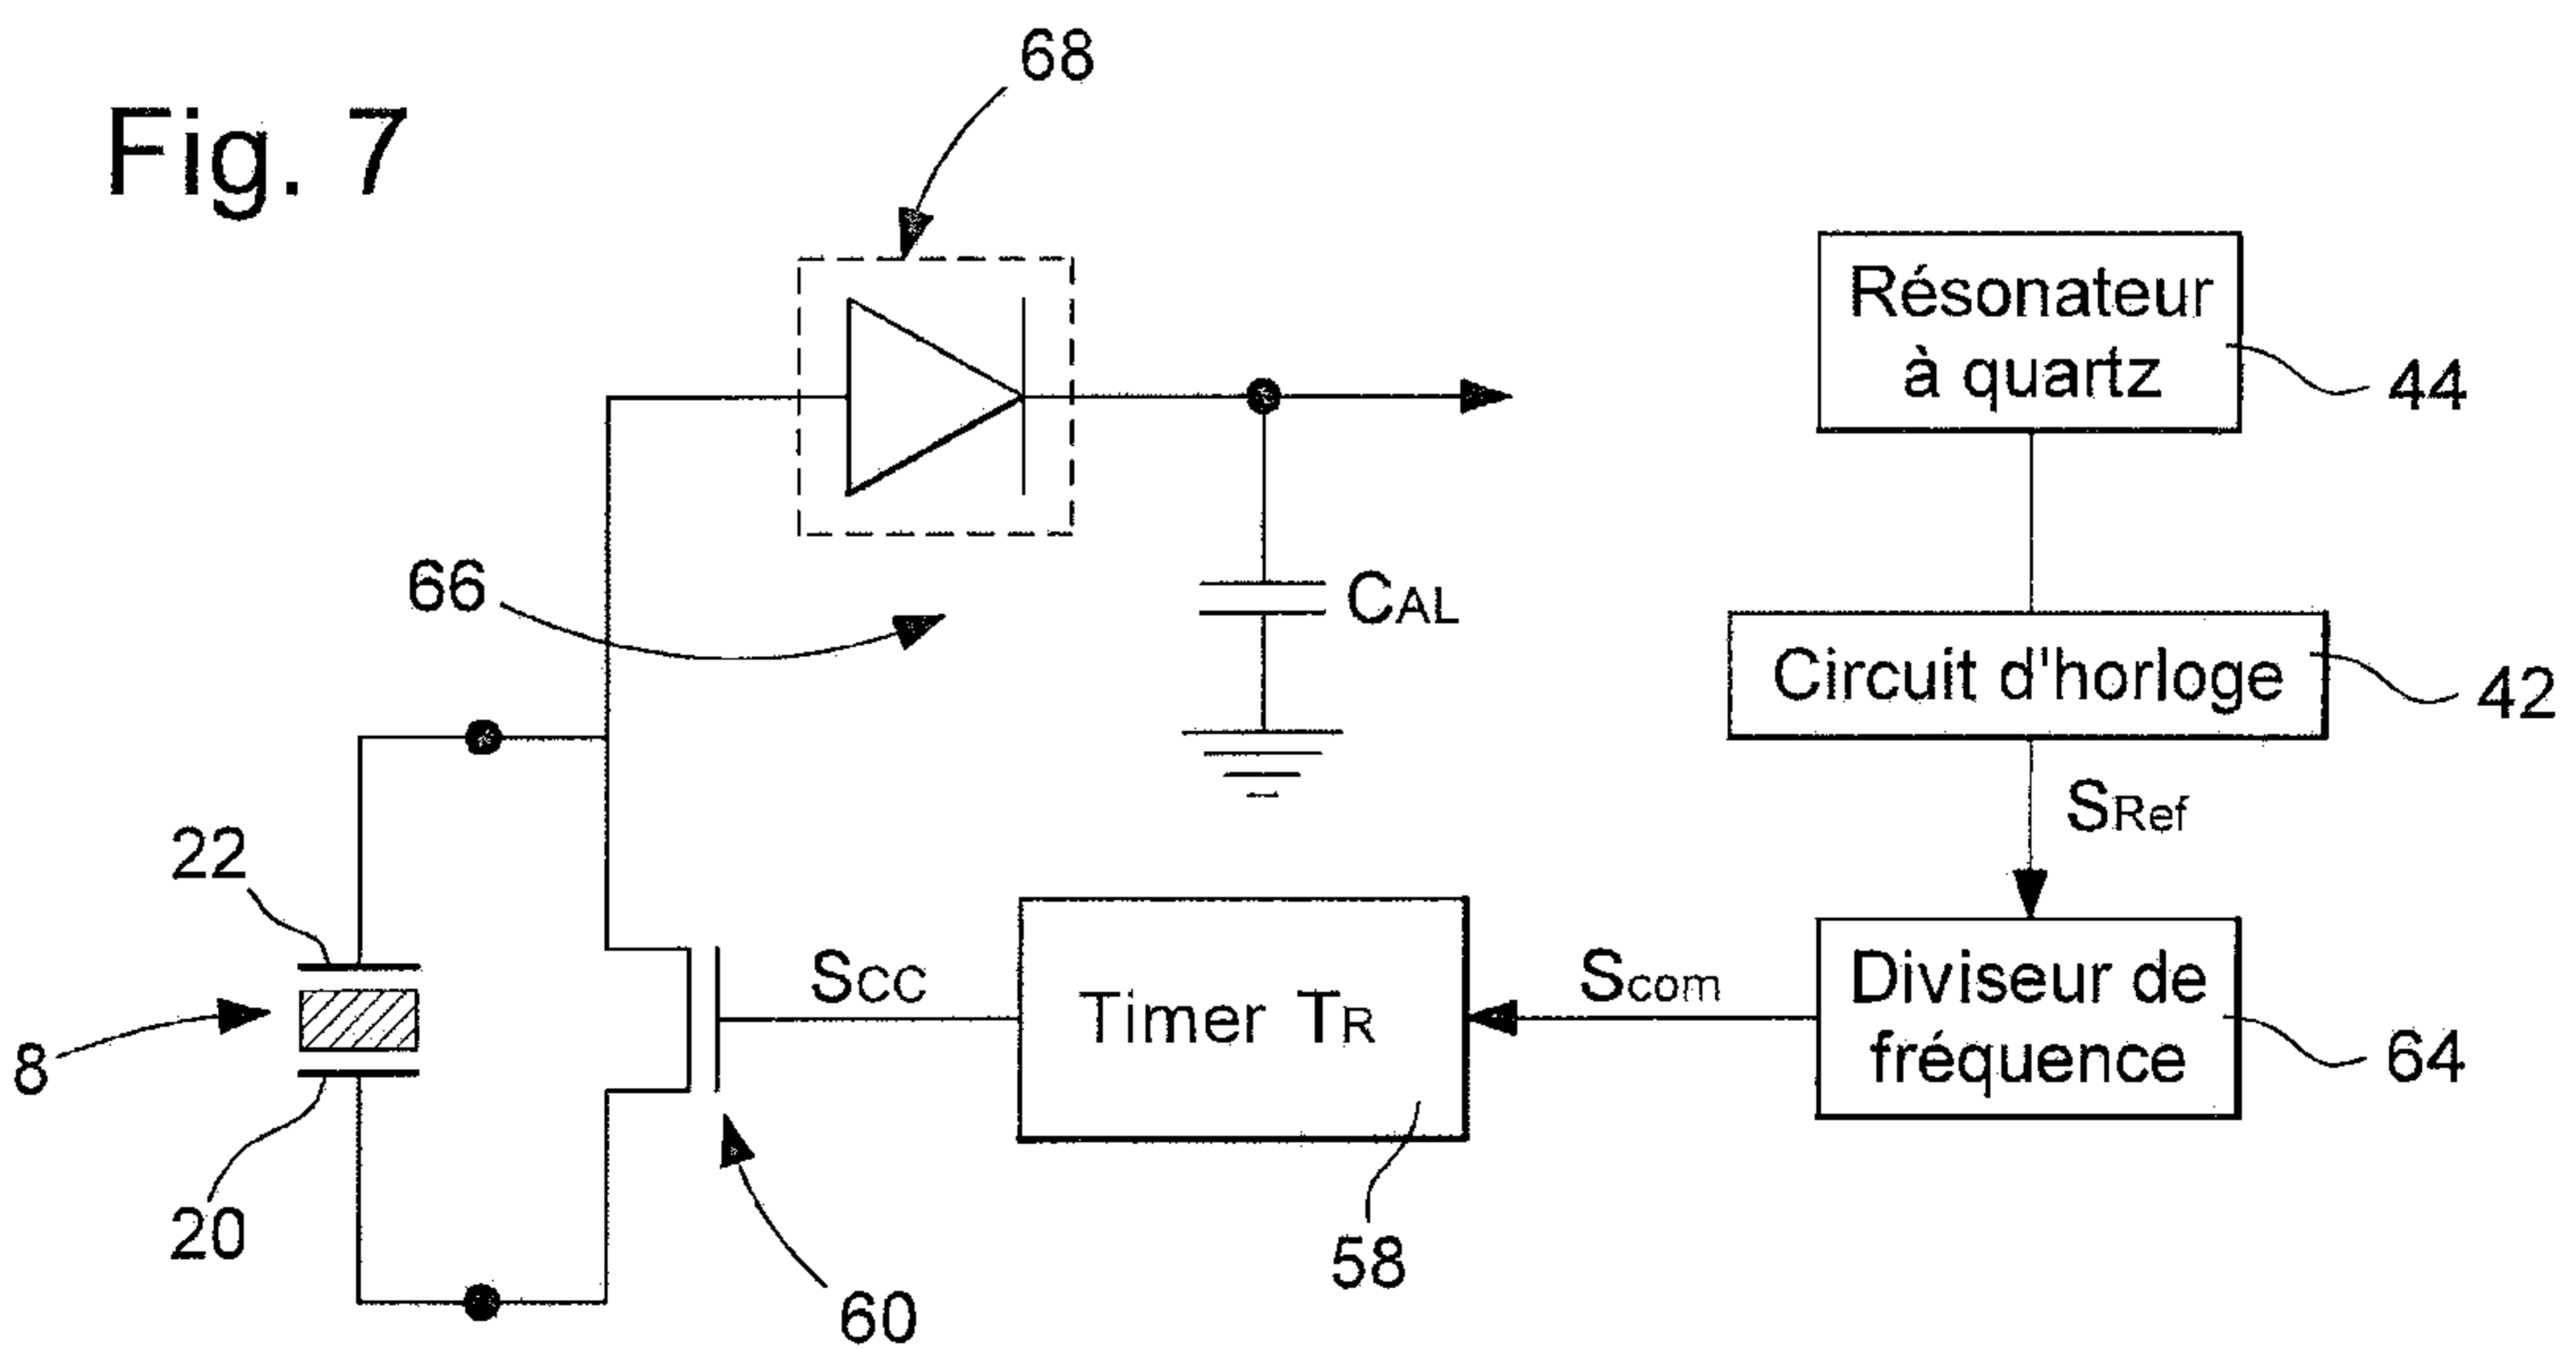 Fig. 7
68
Résonateur
à quartz
44
66
CAL
Circuit d'horloge
42
SRef
22
8
20
SCC
Timer TR
Scom
Diviseur de
fréquence
64
58
60